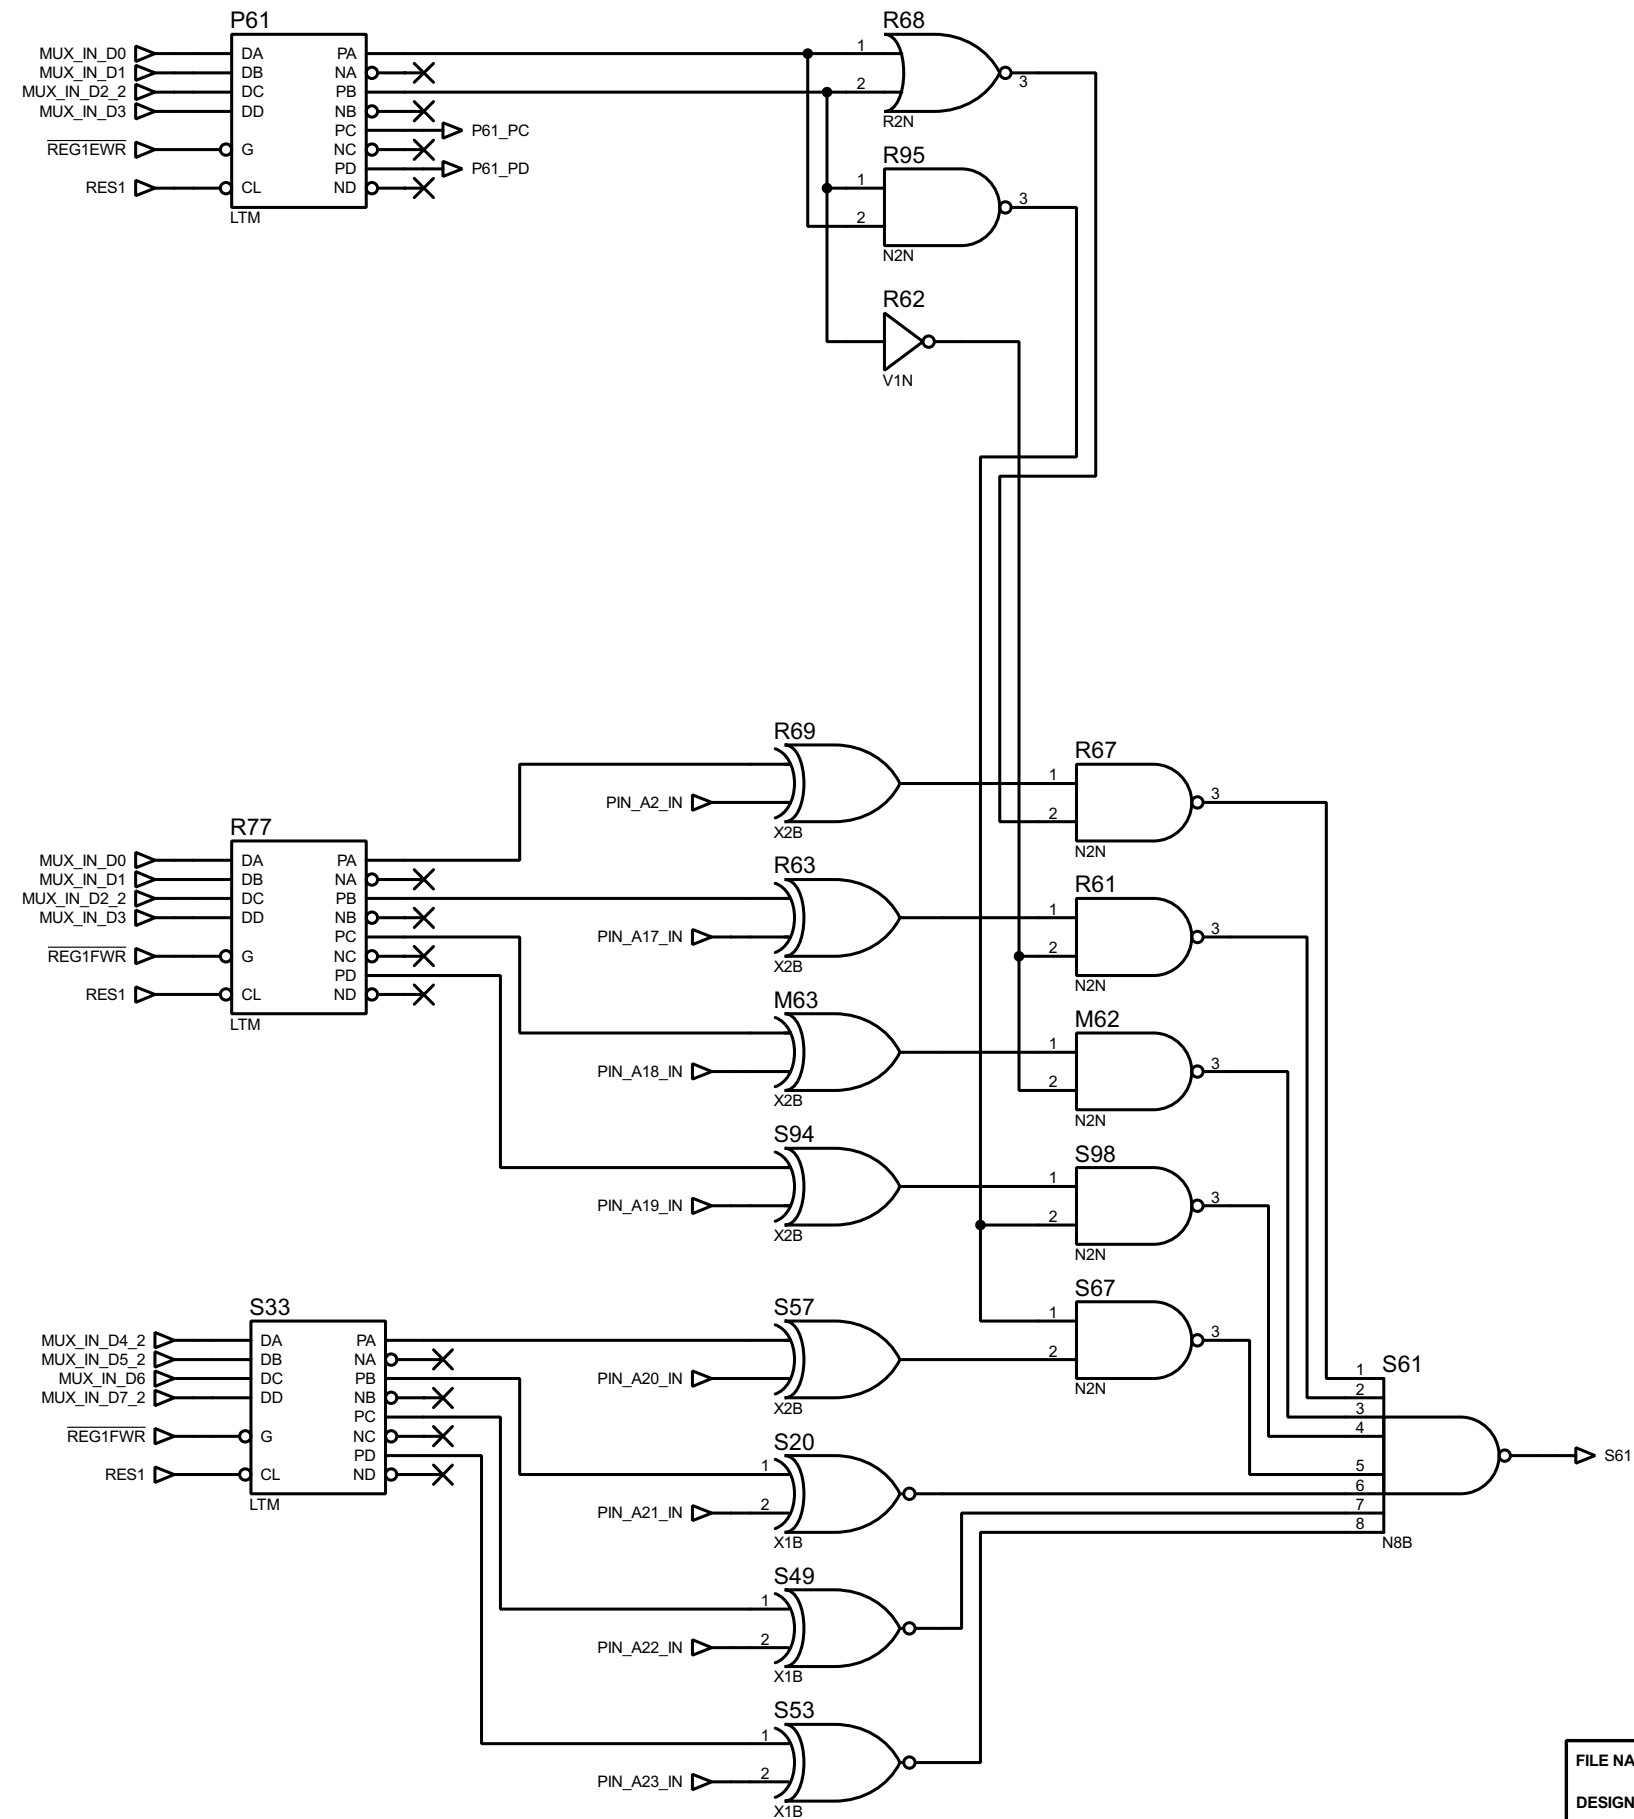 P61
MUX_IN_D0 DA PA
MUX_IN_D1 DB NA
MUX_IN_D2_2 DC PB
MUX_IN_D3 DD NB
PC P61_PC
REG1EWR G NC
PD P61_PD
RES1 CL ND
LTM
R68
1
2
3
R2N
R95
1
2
3
N2N
R62
V1N
R69
PIN_A2_IN
X2B
R67
1
2
3
N2N
R77
MUX_IN_D0 DA PA
MUX_IN_D1 DB NA
MUX_IN_D2_2 DC PB
MUX_IN_D3 DD NB
PC
REG1FWR G NC
PD
RES1 CL ND
LTM
R63
PIN_A17_IN
X2B
R61
1
2
3
N2N
M63
PIN_A18_IN
X2B
M62
1
2
3
N2N
S94
PIN_A19_IN
X2B
S98
1
2
3
N2N
S33
MUX_IN_D4_2 DA PA
MUX_IN_D5_2 DB NA
MUX_IN_D6 DC PB
MUX_IN_D7_2 DD NB
PC
REG1FWR G NC
PD
RES1 CL ND
LTM
S57
PIN_A20_IN
X2B
S67
1
2
3
N2N
S20
1
PIN_A21_IN 2
X1B
S61
1
2
3
4
5
6
7
8
N8B
S61
S49
1
PIN_A22_IN 2
X1B
S53
1
PIN_A23_IN 2
X1B
FILE NA
DESIGN